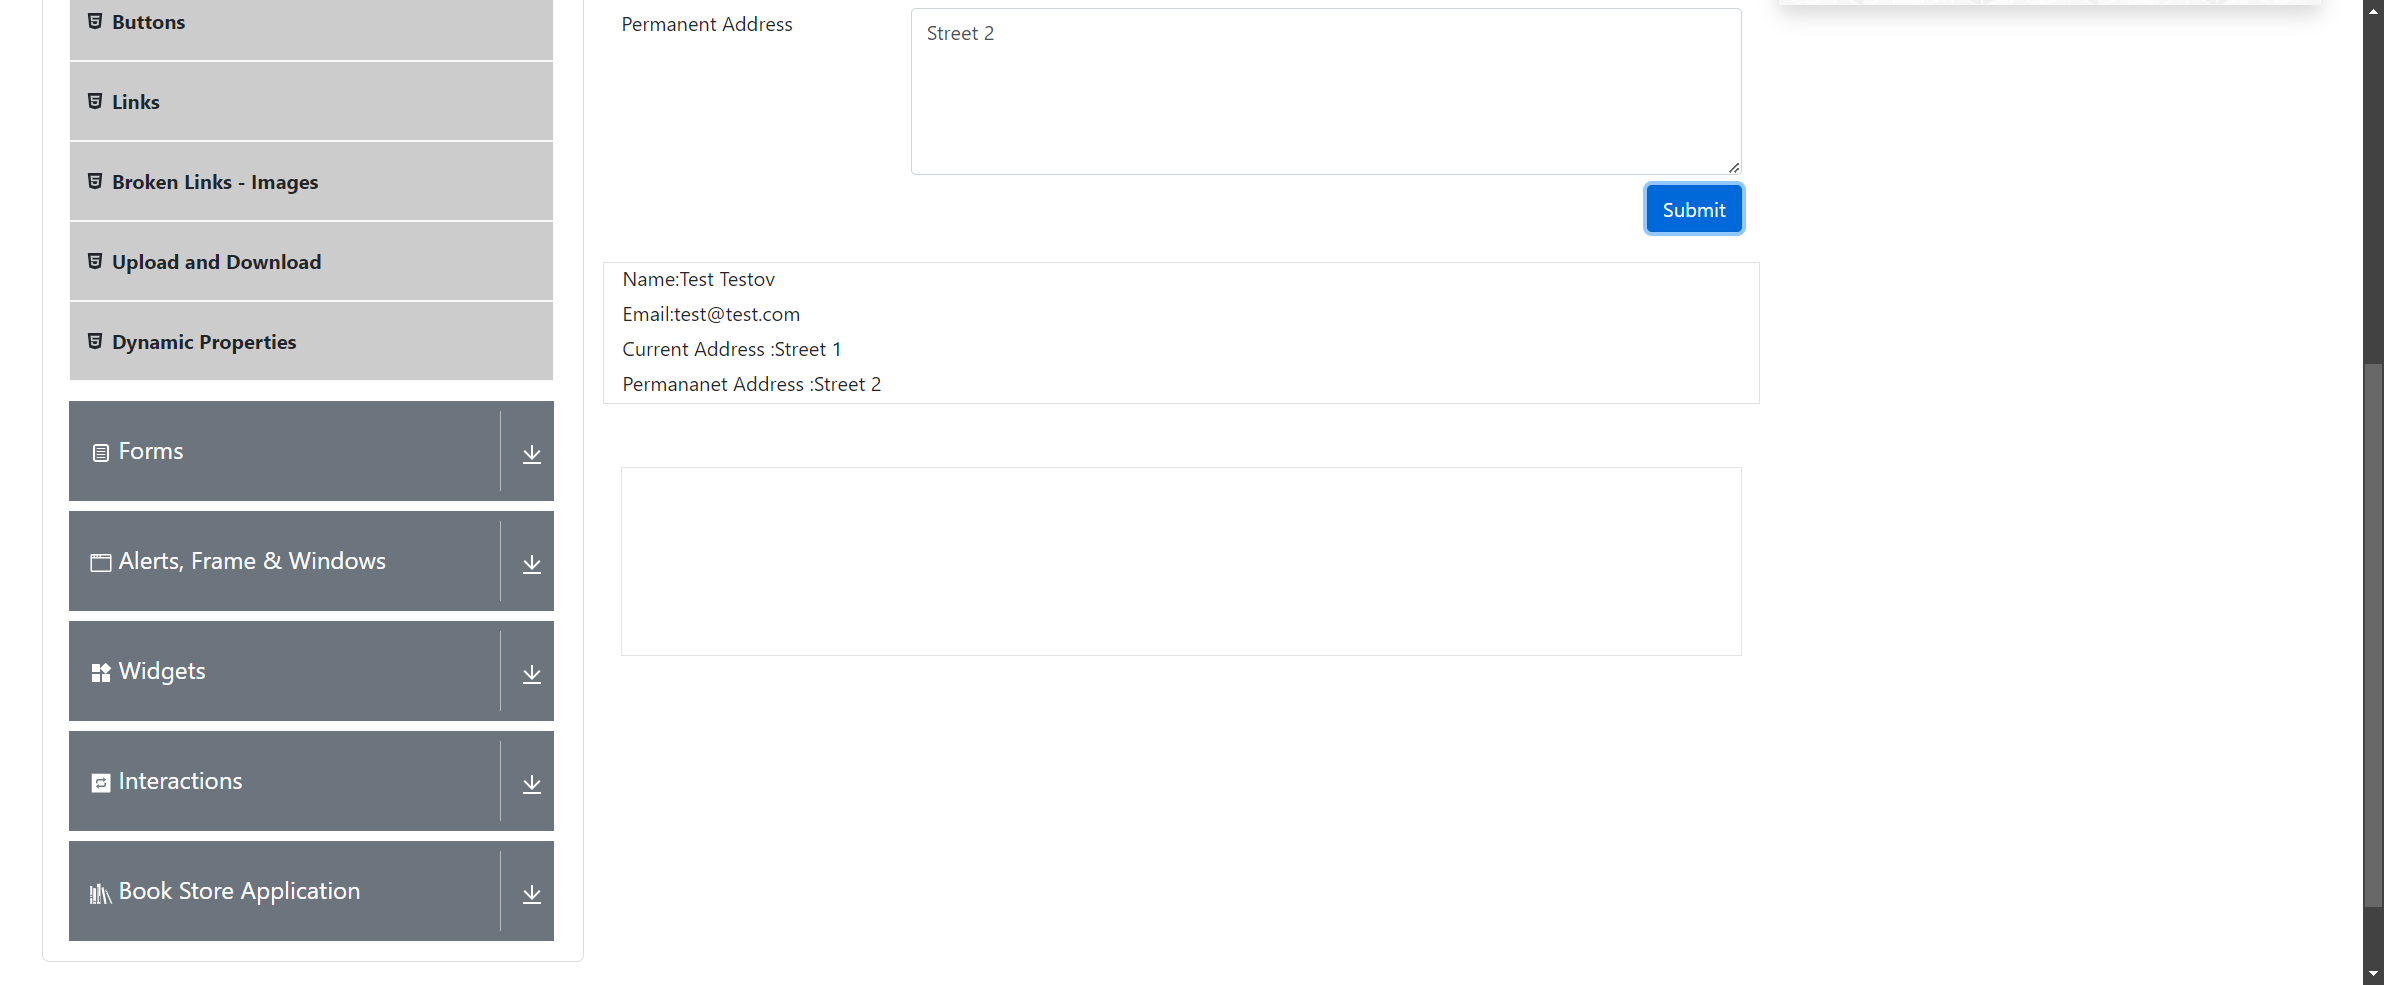 Buttons
Links
Broken Links - Images
Upload and Download
Dynamic Properties
Forms
Alerts, Frame & Windows
Widgets
Interactions
Book Store Application
Permanent Address
Street 2
Submit
Name:Test Testov
Email:test@test.com
Current Address :Street 1
Permananet Address :Street 2